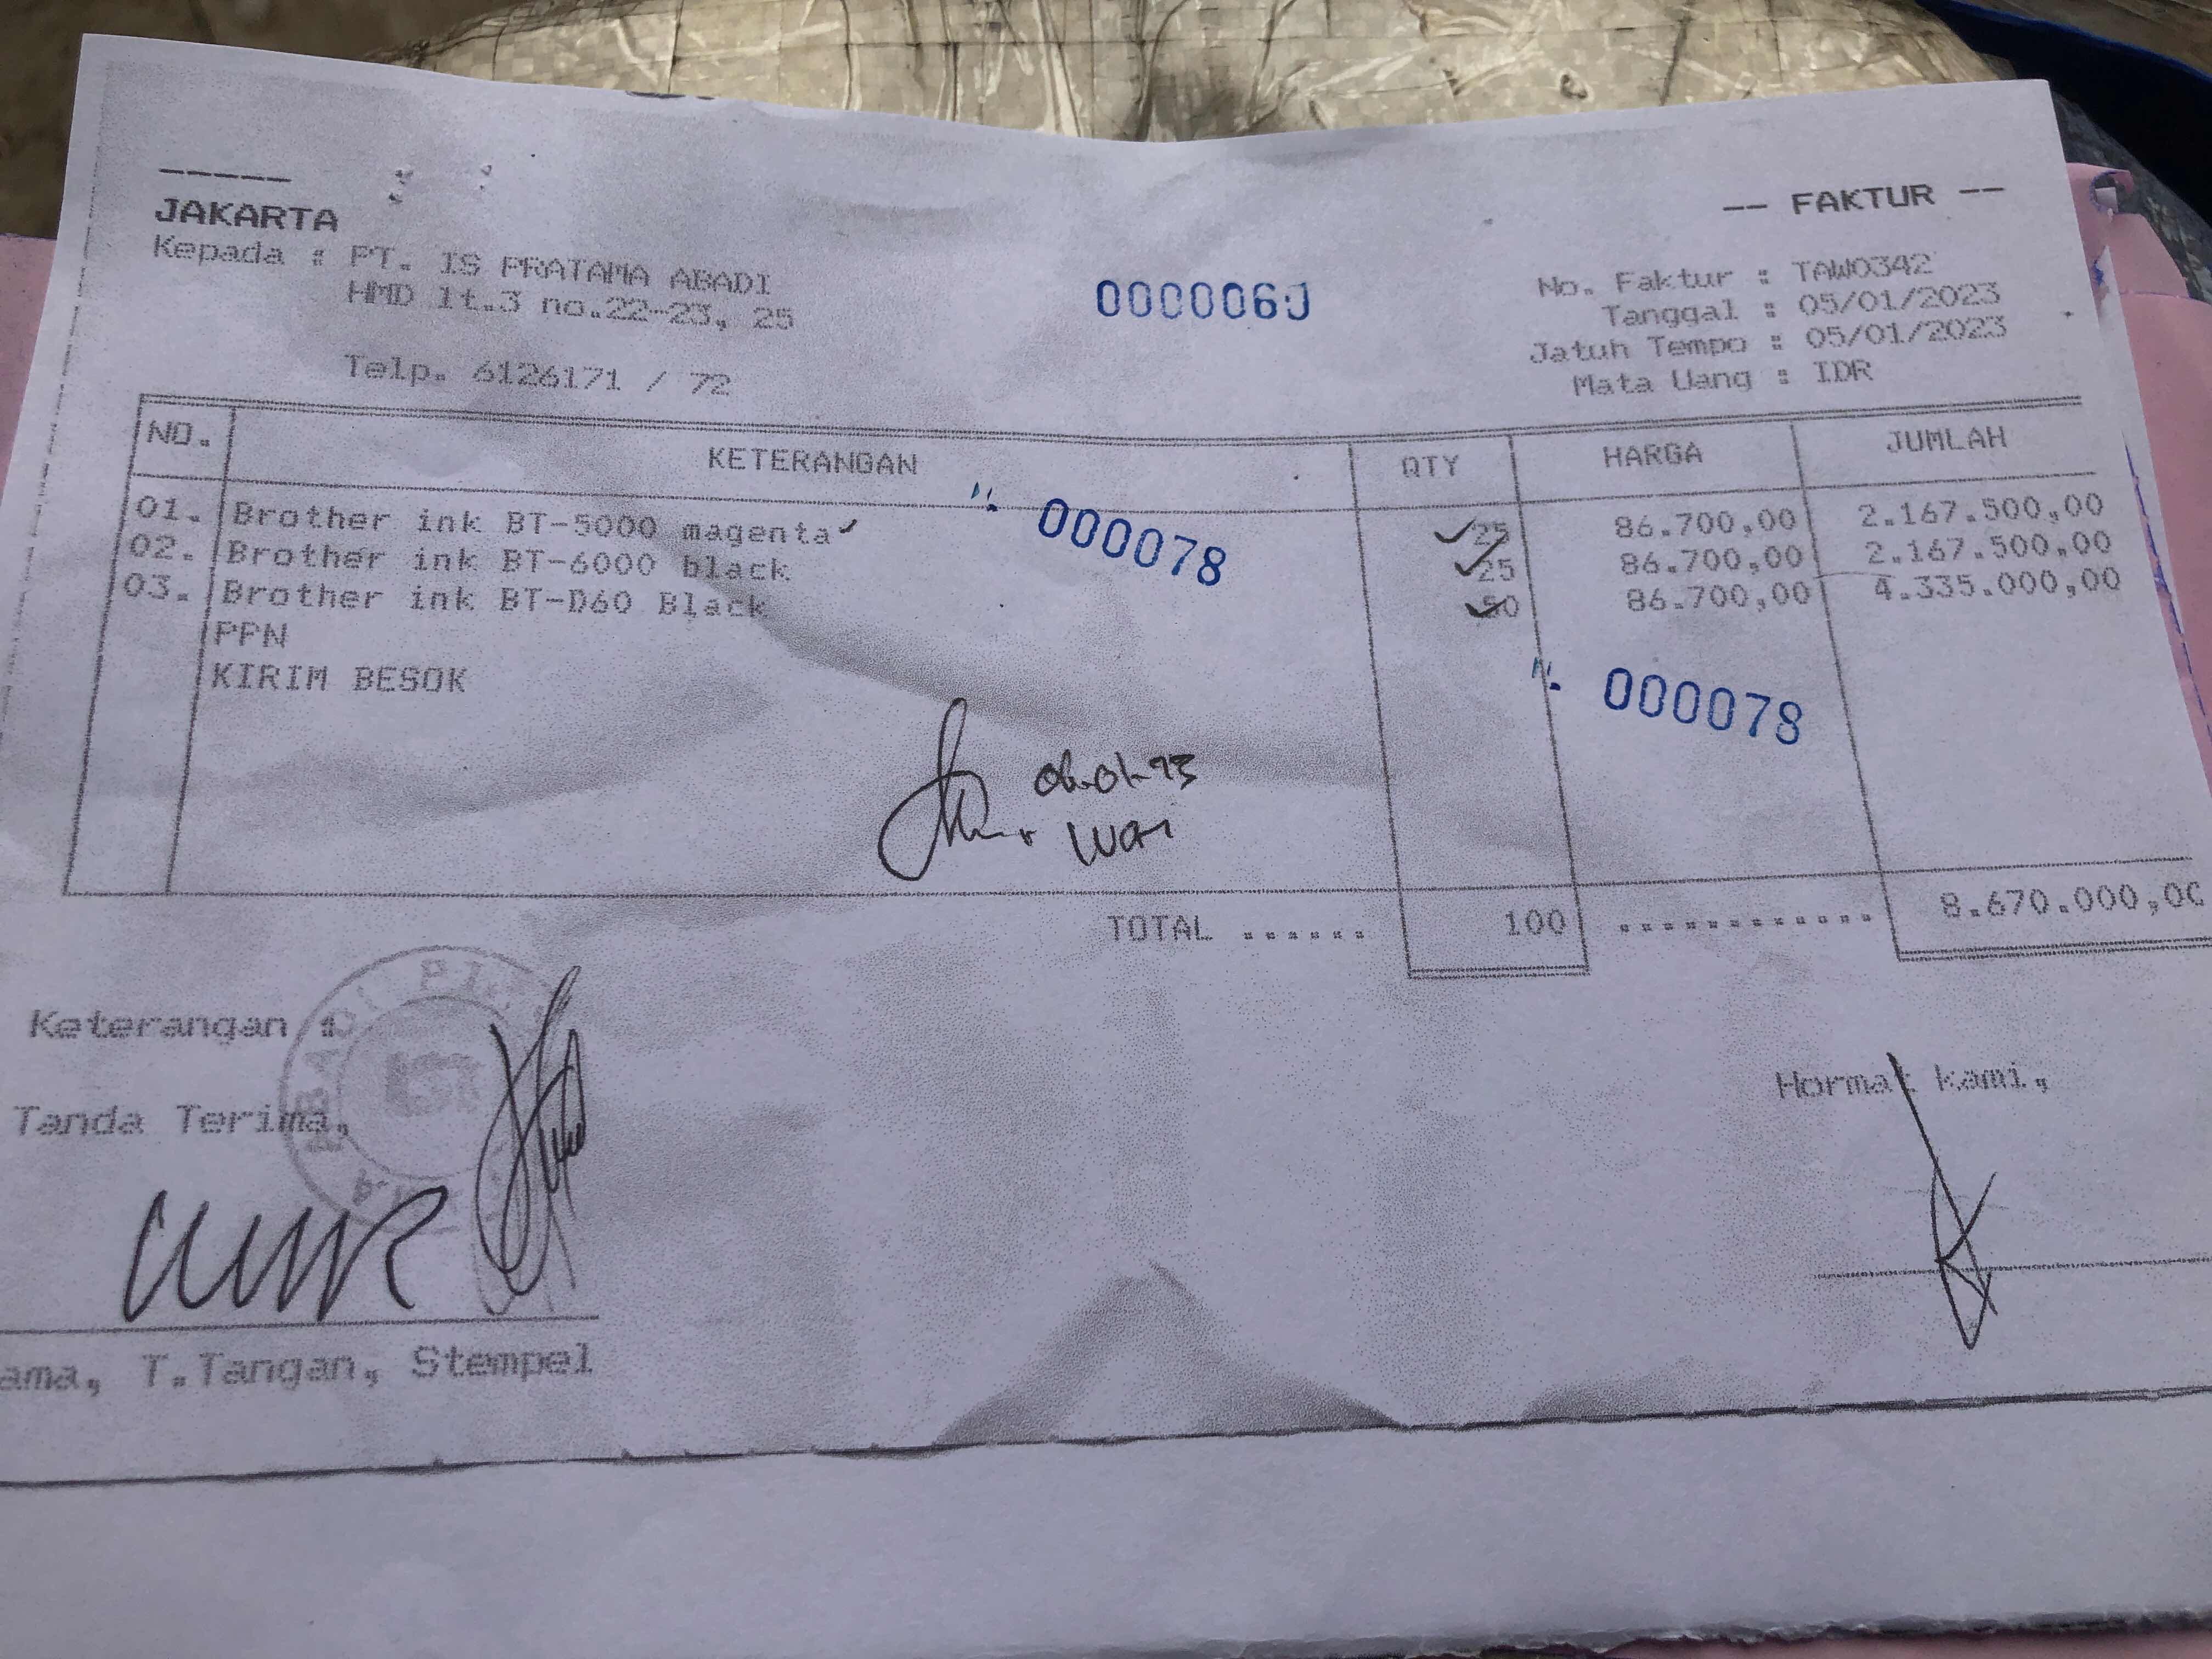 -----
JAKARTA
-- FAKTUR --
Kepada : PT. IS PRATAMA ABADI
HMD lt.3 no.22-23, 25
Telp. 6126171 / 72
000006
No. Faktur : TAW0342
Tanggal : 05/01/2023
Jatuh Tempo : 05/01/2023
Mata Uang : IDR
NO. KETERANGAN QTY HARGA JUMLAH
01. Brother ink BT-5000 magenta 25 86.700,00 2.167.500,00
02. Brother ink BT-6000 black 25 86.700,00 2.167.500,00
03. Brother ink BT-D60 Black 50 86.700,00 4.335.000,00
PPN
KIRIM BESOK
000078
000078
TOTAL ...... 100 ............ 8.670.000,00
Keterangan :
Tanda Terima,
Hormat Kami,
ama, T.Tangan, Stempel